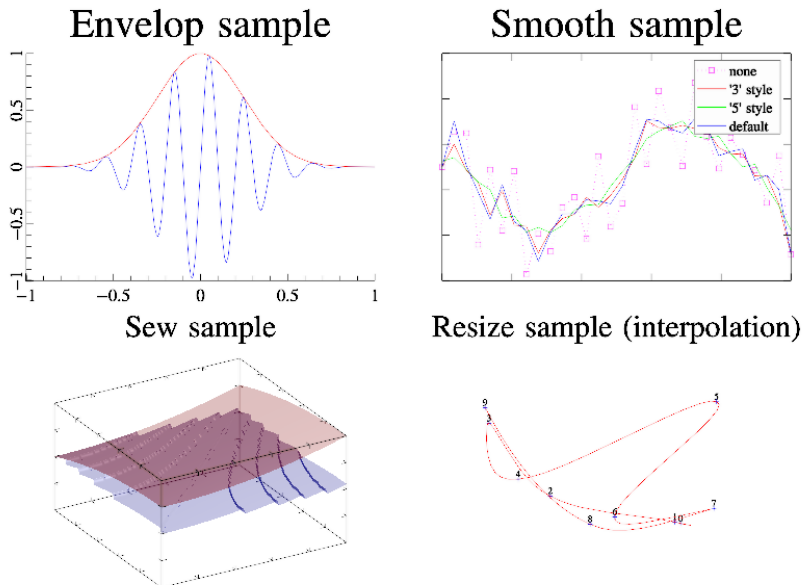 Envelop sample
Smooth sample
1
0.5
0
−0.5
−1
−1
−0.5
0
0.5
1
none
'3' style
'5' style
default
Sew sample
Resize sample (interpolation)
9
3
4
2
8
6
10
7
5